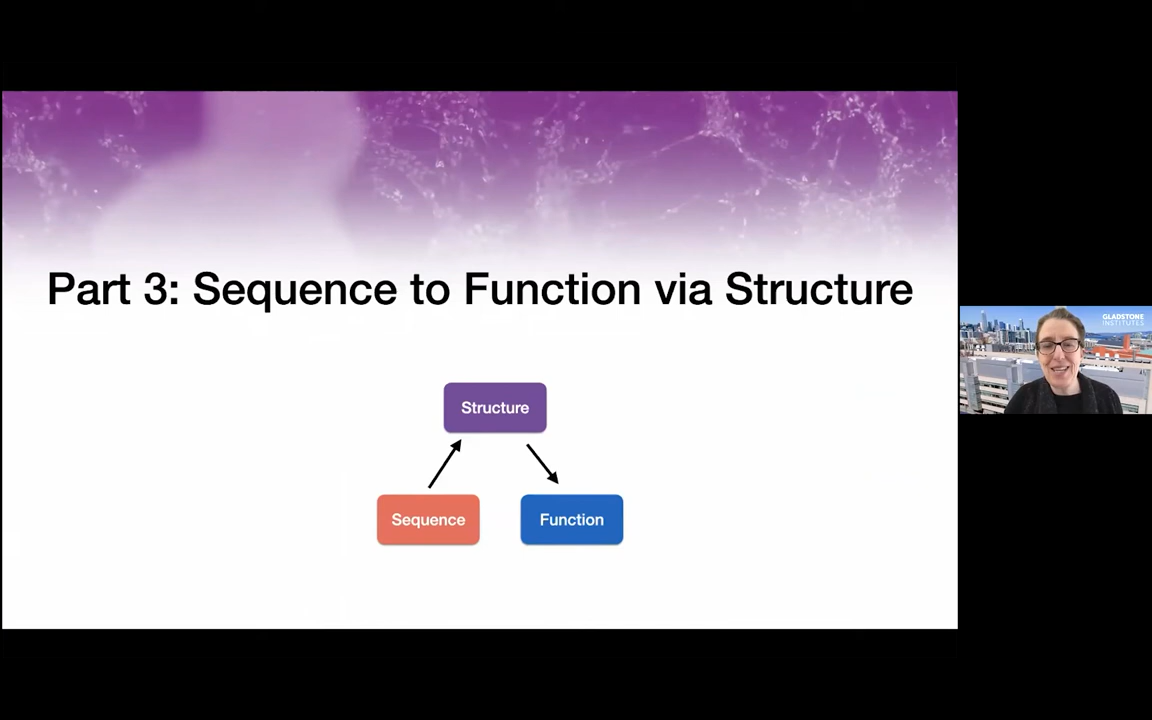 Part 3: Sequence to Function via Structure
Structure
Sequence
Function
GLADSTONE
INSTITUTES